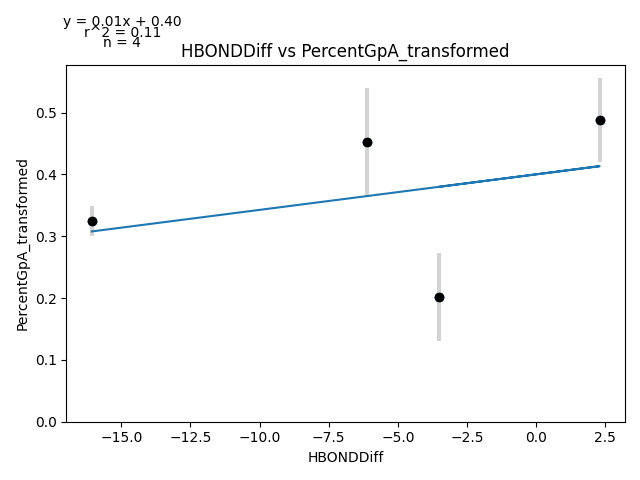 y = 0.01x + 0.40
r^2 = 0.11
n = 4
HBONDDiff vs PercentGpA_transformed
PercentGpA_transformed
0.5
0.4
0.3
0.2
0.1
0.0
−15.0 −12.5 −10.0 −7.5 −5.0 −2.5 0.0 2.5
HBONDDiff